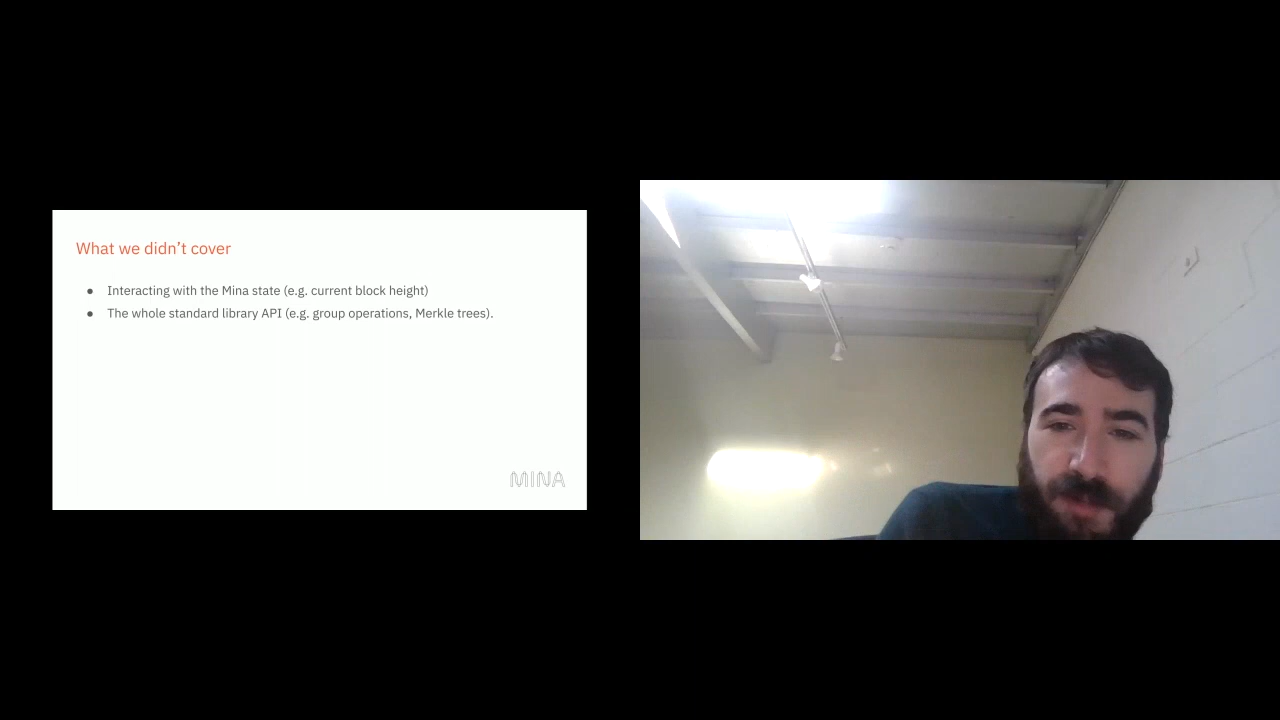 What we didn't cover
● Interacting with the Mina state (e.g. current block height)
● The whole standard library API (e.g. group operations, Merkle trees).
MINA